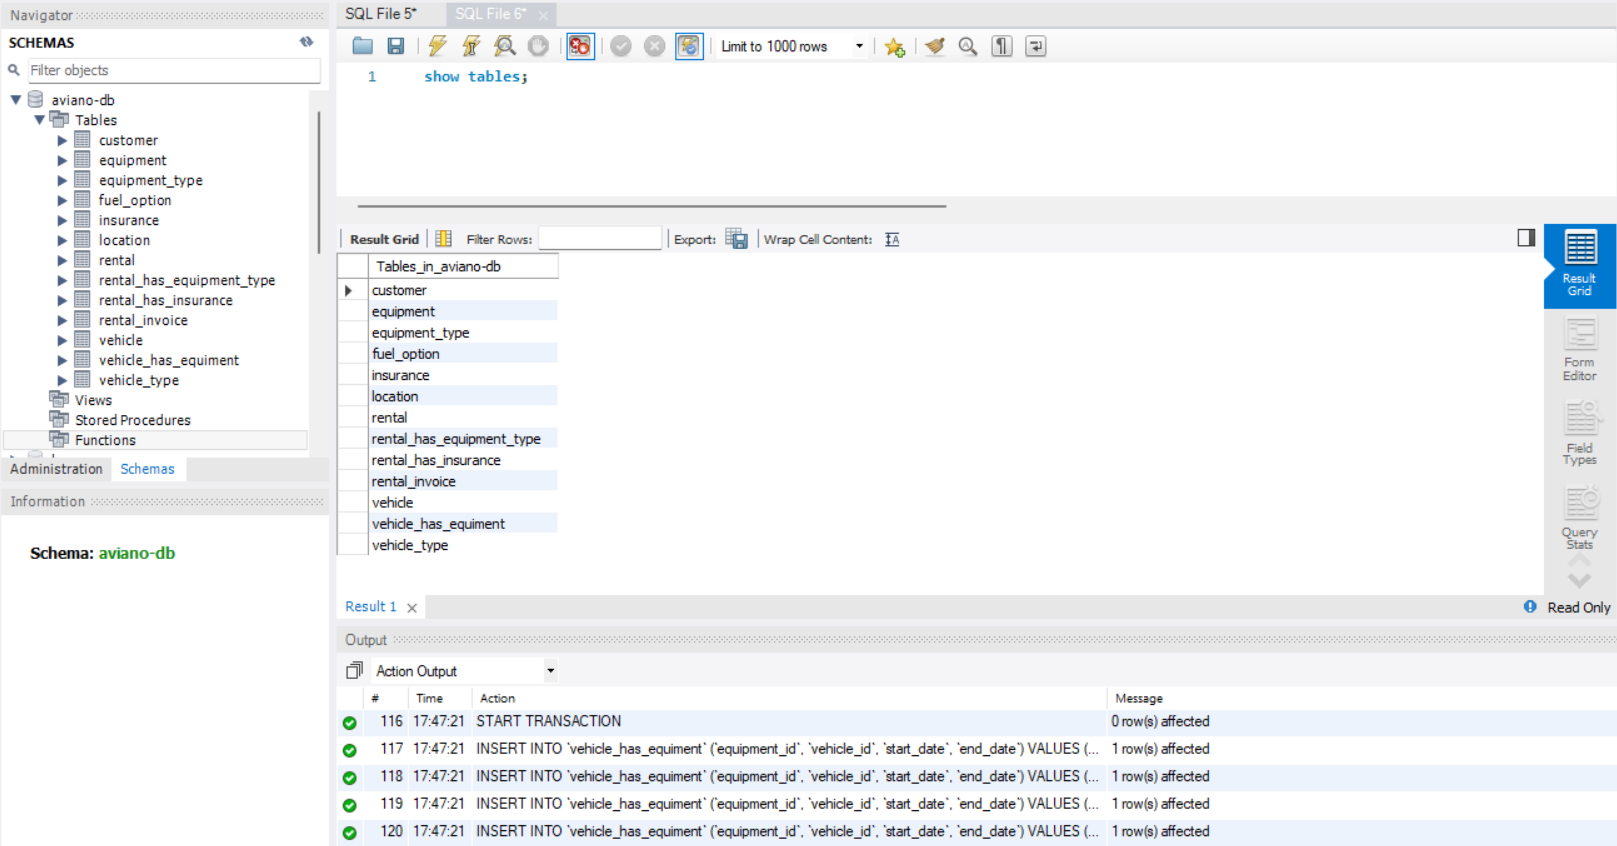 Navigator
SCHEMAS
Filter objects
aviano-db
Tables
customer
equipment
equipment_type
fuel_option
insurance
location
rental
rental_has_equipment_type
rental_has_insurance
rental_invoice
vehicle
vehicle_has_equiment
vehicle_type
Views
Stored Procedures
Functions
Administration Schemas
Information
Schema: aviano-db
SQL File 5* SQL File 6*
Limit to 1000 rows
1 show tables;
Result Grid Filter Rows: Export: Wrap Cell Content:
Tables_in_aviano-db
customer
equipment
equipment_type
fuel_option
insurance
location
rental
rental_has_equipment_type
rental_has_insurance
rental_invoice
vehicle
vehicle_has_equiment
vehicle_type
Result
Grid
Form
Editor
Field
Types
Query
Stats
Result 1
Read Only
Output
Action Output
# Time Action Message
116 17:47:21 START TRANSACTION 0 row(s) affected
117 17:47:21 INSERT INTO `vehicle_has_equiment` (`equipment_id`, `vehicle_id`, `start_date`, `end_date`) VALUES (... 1 row(s) affected
118 17:47:21 INSERT INTO `vehicle_has_equiment` (`equipment_id`, `vehicle_id`, `start_date`, `end_date`) VALUES (... 1 row(s) affected
119 17:47:21 INSERT INTO `vehicle_has_equiment` (`equipment_id`, `vehicle_id`, `start_date`, `end_date`) VALUES (... 1 row(s) affected
120 17:47:21 INSERT INTO `vehicle_has_equiment` (`equipment_id`, `vehicle_id`, `start_date`, `end_date`) VALUES (... 1 row(s) affected